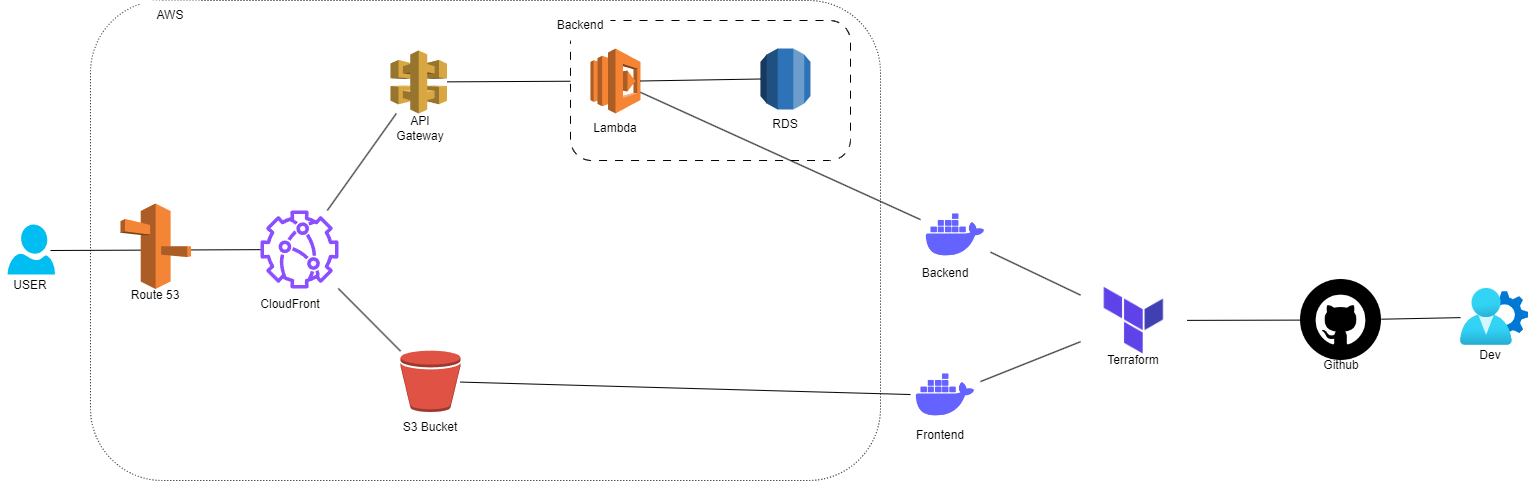 AWS
Backend
API
Gateway
Lambda
RDS
USER
Route 53
CloudFront
Backend
Terraform
Github
Dev
S3 Bucket
Frontend